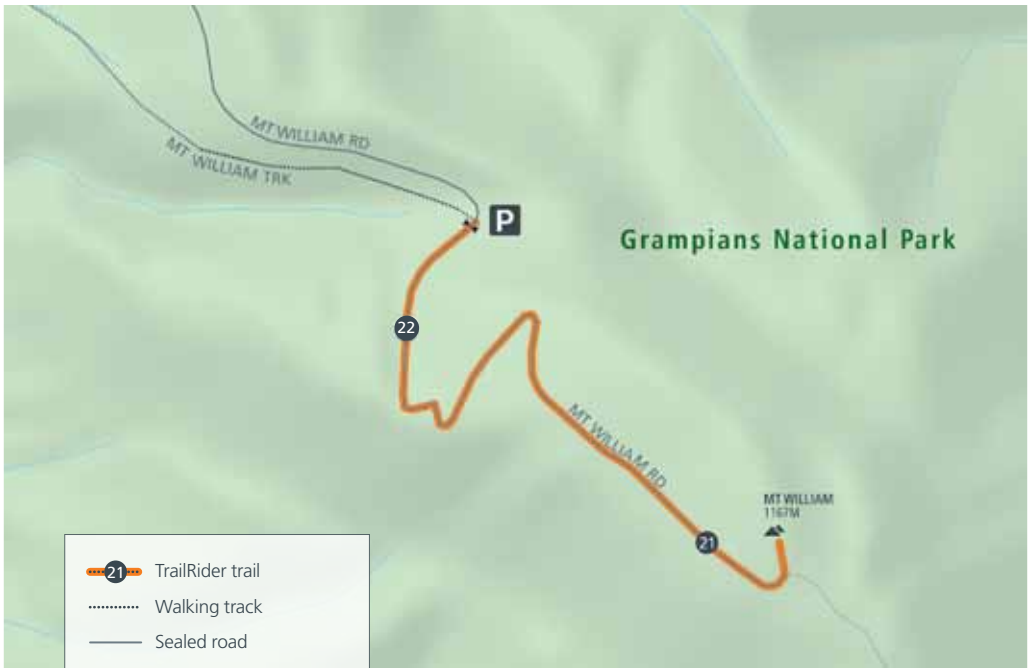 MT WILLIAM RD
MT WILLIAM TRK
P
Grampians National Park
22
MT WILLIAM RD
MT WILLIAM
1167M
21
21 TrailRider trail
Walking track
Sealed road